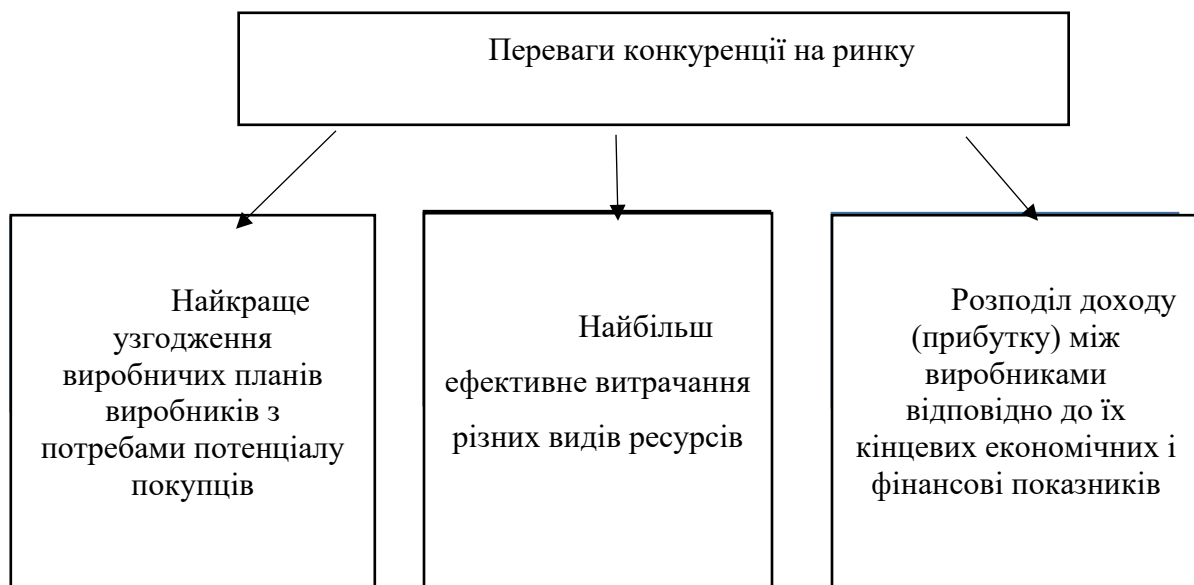 Переваги конкуренції на ринку
Найкраще
узгодження
виробничих планів
виробників з
потребами потенціалу
покупців
Найбільш
ефективне витрачання
різних видів ресурсів
Розподіл доходу
(прибутку) між
виробниками
відповідно до їх
кінцевих економічних і
фінансові показників